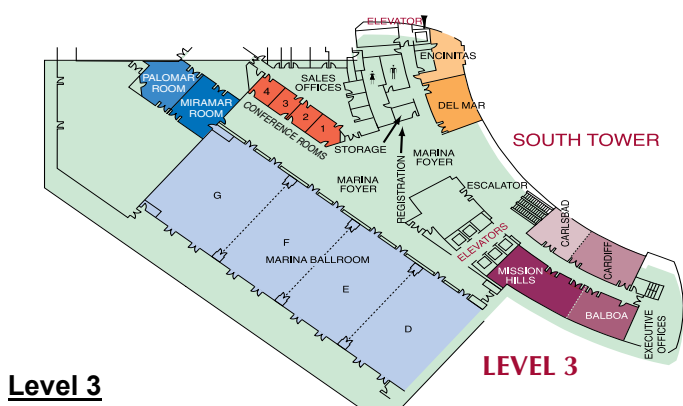 ELEVATOR
ENCINITAS
PALOMAR
ROOM
SALES
OFFICES
MIRAMAR
ROOM
4
3
2
1
CONFERENCE ROOMS
DEL MAR
STORAGE
REGISTRATION
MARINA
FOYER
SOUTH TOWER
MARINA
FOYER
ESCALATOR
G
F
MARINA BALLROOM
E
D
ELEVATORS
CARLSBAD
CARDIFF
MISSION
HILLS
BALBOA
EXECUTIVE
OFFICES
LEVEL 3
Level 3